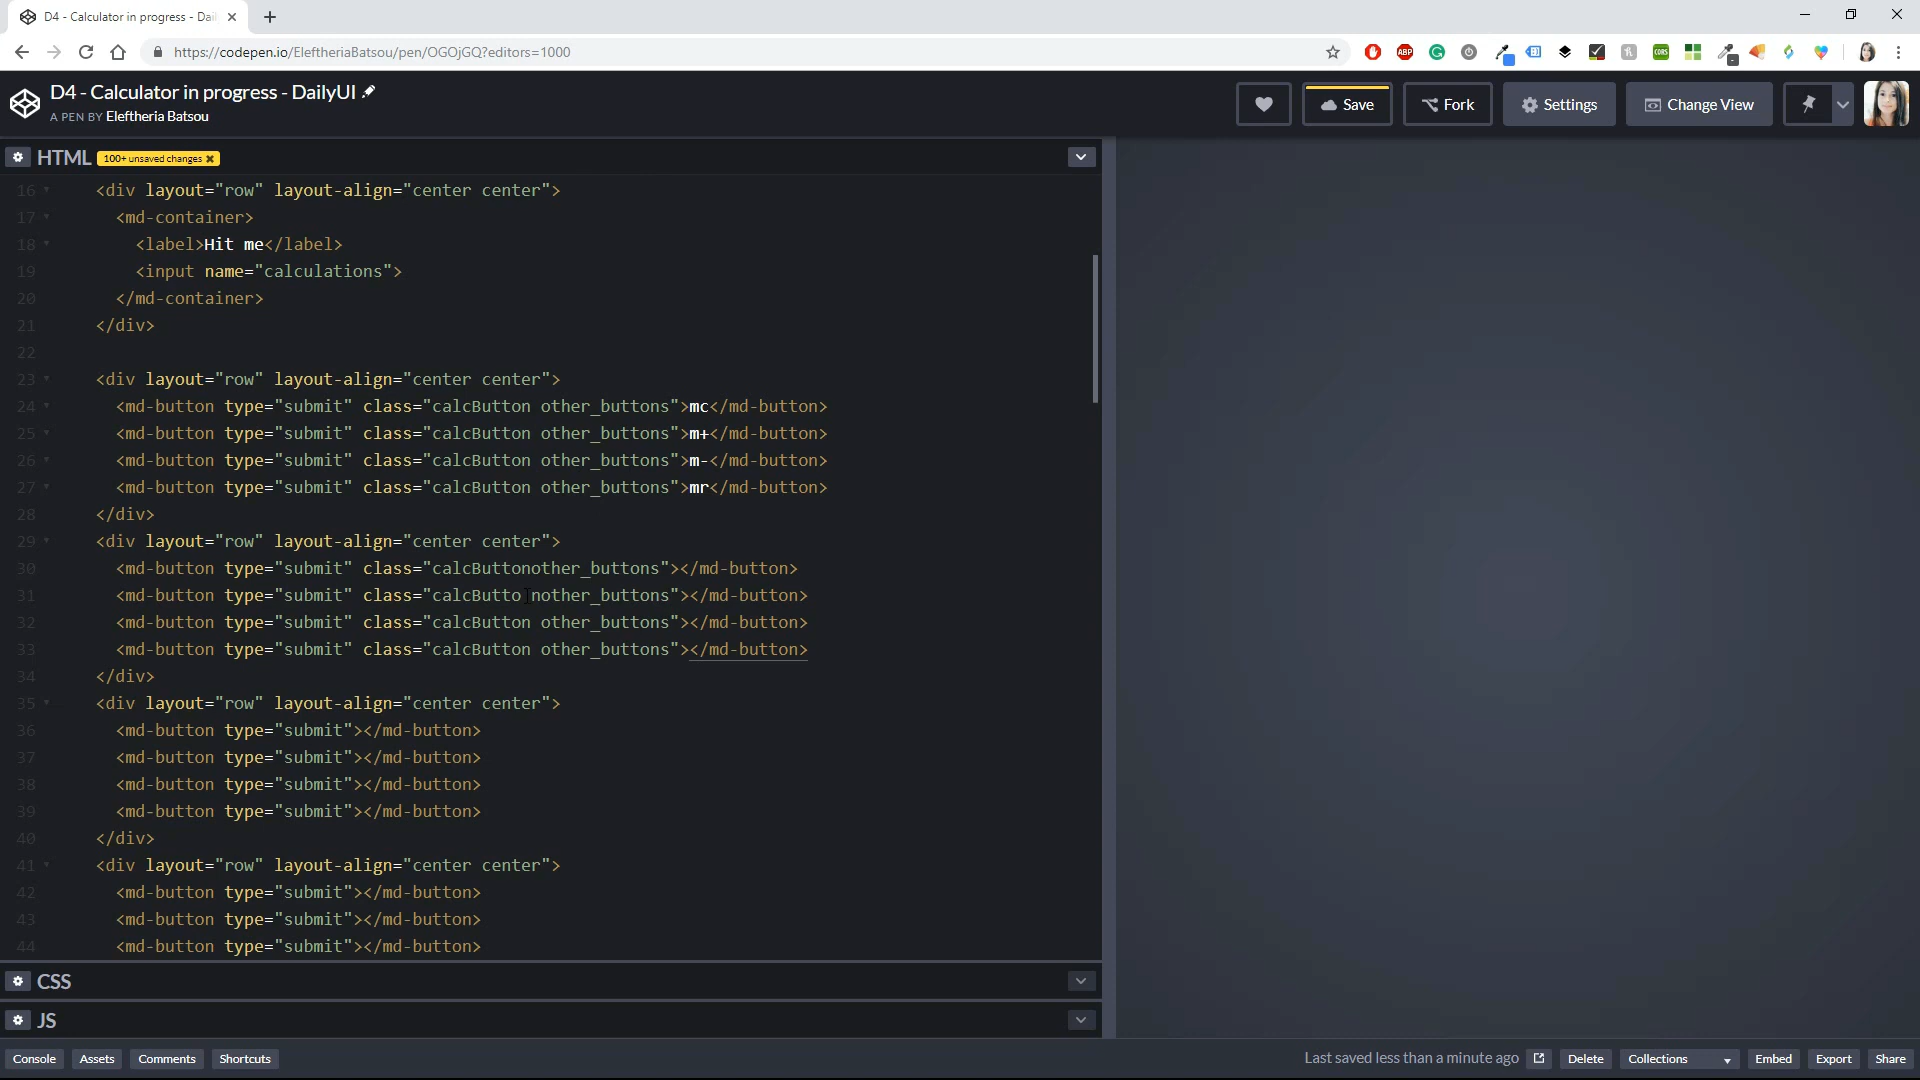 D4 - Calculator in progress - Dai
https://codepen.io/EleftheriaBatsou/pen/OGOjGQ?editors=1000
D4 - Calculator in progress - DailyUI
A PEN BY Eleftheria Batsou
Save
Fork
Settings
Change View
HTML 100+ unsaved changes x
16 <div layout="row" layout-align="center center">
17 <md-container>
18 <label>Hit me</label>
19 <input name="calculations">
20 </md-container>
21 </div>
22
23 <div layout="row" layout-align="center center">
24 <md-button type="submit" class="calcButton other_buttons">mc</md-button>
25 <md-button type="submit" class="calcButton other_buttons">m+</md-button>
26 <md-button type="submit" class="calcButton other_buttons">m-</md-button>
27 <md-button type="submit" class="calcButton other_buttons">mr</md-button>
28 </div>
29 <div layout="row" layout-align="center center">
30 <md-button type="submit" class="calcButtonother_buttons"></md-button>
31 <md-button type="submit" class="calcButto nother_buttons"></md-button>
32 <md-button type="submit" class="calcButton other_buttons"></md-button>
33 <md-button type="submit" class="calcButton other_buttons"></md-button>
34 </div>
35 <div layout="row" layout-align="center center">
36 <md-button type="submit"></md-button>
37 <md-button type="submit"></md-button>
38 <md-button type="submit"></md-button>
39 <md-button type="submit"></md-button>
40 </div>
41 <div layout="row" layout-align="center center">
42 <md-button type="submit"></md-button>
43 <md-button type="submit"></md-button>
44 <md-button type="submit"></md-button>
CSS
JS
Console Assets Comments Shortcuts
Last saved less than a minute ago Delete Collections Embed Export Share